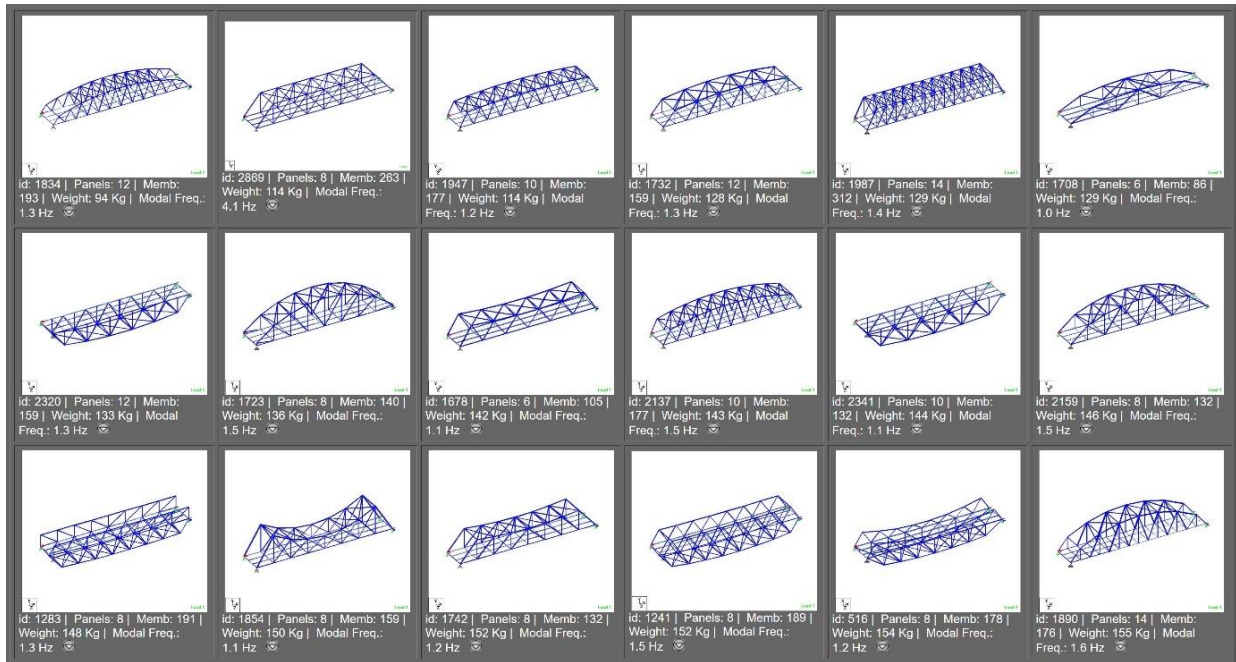 id: 1834 | Panels: 12 | Memb:
193 | Weight: 94 Kg | Modal Freq.:
1.3 Hz
id: 2869 | Panels: 8 | Memb: 263 |
Weight: 114 Kg | Modal Freq.:
4.1 Hz
id: 1947 | Panels: 10 | Memb:
177 | Weight: 114 Kg | Modal
Freq.: 1.2 Hz
id: 1732 | Panels: 12 | Memb:
159 | Weight: 128 Kg | Modal
Freq.: 1.3 Hz
id: 1987 | Panels: 14 | Memb:
312 | Weight: 129 Kg | Modal
Freq.: 1.4 Hz
id: 1708 | Panels: 6 | Memb: 86 |
Weight: 129 Kg | Modal Freq.:
1.0 Hz
id: 2320 | Panels: 12 | Memb:
159 | Weight: 133 Kg | Modal
Freq.: 1.3 Hz
id: 1723 | Panels: 8 | Memb: 140 |
Weight: 136 Kg | Modal Freq.:
1.5 Hz
id: 1678 | Panels: 6 | Memb: 105 |
Weight: 142 Kg | Modal Freq.:
1.1 Hz
id: 2137 | Panels: 10 | Memb:
177 | Weight: 143 Kg | Modal
Freq.: 1.5 Hz
id: 2341 | Panels: 10 | Memb:
132 | Weight: 144 Kg | Modal
Freq.: 1.1 Hz
id: 2159 | Panels: 8 | Memb: 132 |
Weight: 146 Kg | Modal Freq.:
1.5 Hz
id: 1283 | Panels: 8 | Memb: 191 |
Weight: 148 Kg | Modal Freq.:
1.3 Hz
id: 1854 | Panels: 8 | Memb: 159 |
Weight: 150 Kg | Modal Freq.:
1.1 Hz
id: 1742 | Panels: 8 | Memb: 132 |
Weight: 152 Kg | Modal Freq.:
1.2 Hz
id: 1241 | Panels: 8 | Memb: 189 |
Weight: 152 Kg | Modal Freq.:
1.5 Hz
id: 516 | Panels: 8 | Memb: 178 |
Weight: 154 Kg | Modal Freq.:
1.2 Hz
id: 1890 | Panels: 14 | Memb:
176 | Weight: 155 Kg | Modal
Freq.: 1.6 Hz